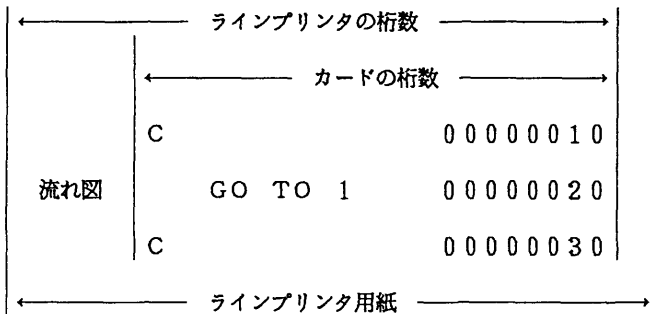 ラインプリンタの桁数
カードの桁数
C 00000010
流れ図 GO TO 1 00000020
C 00000030
ラインプリンタ用紙